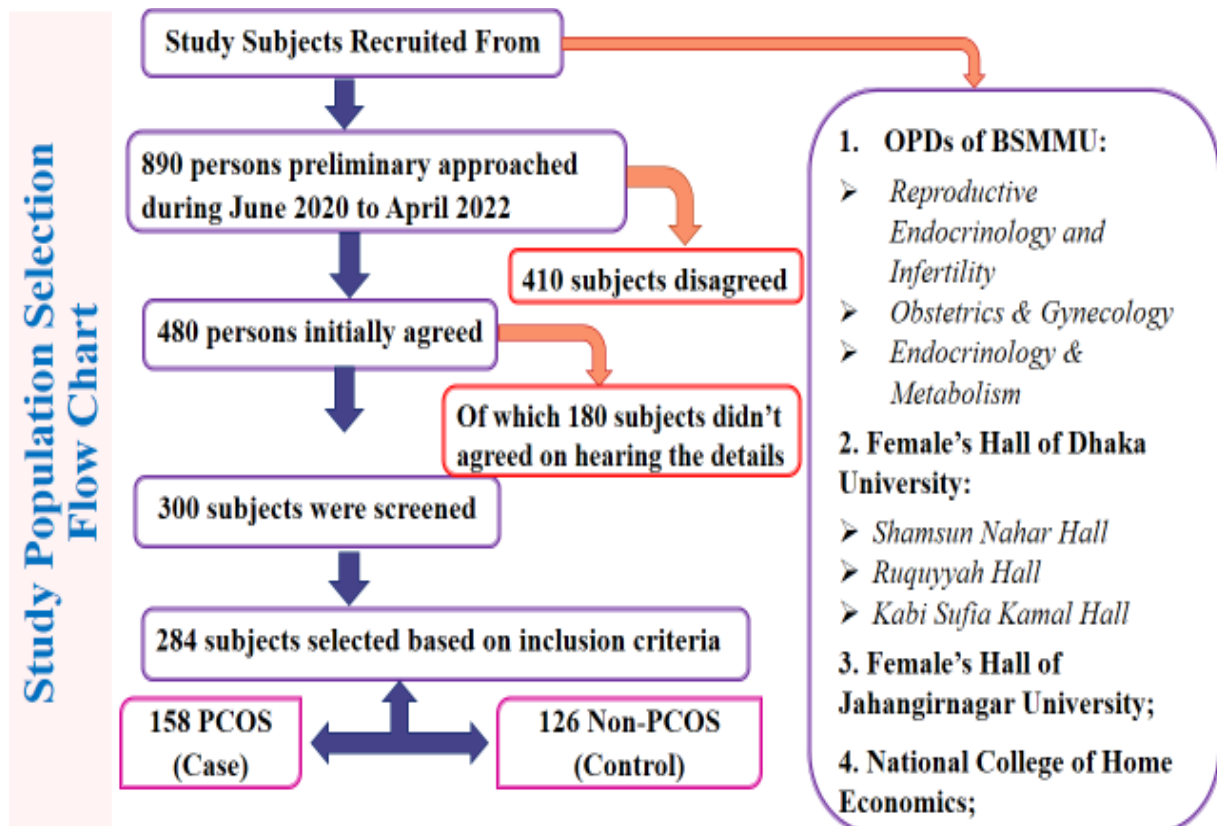 Study Population Selection
Flow Chart
Study Subjects Recruited From
890 persons preliminary approached
during June 2020 to April 2022
410 subjects disagreed
480 persons initially agreed
Of which 180 subjects didn’t
agreed on hearing the details
300 subjects were screened
284 subjects selected based on inclusion criteria
158 PCOS
(Case)
126 Non-PCOS
(Control)
1. OPDs of BSMMU:
➢ Reproductive
Endocrinology and
Infertility
➢ Obstetrics & Gynecology
➢ Endocrinology &
Metabolism
2. Female’s Hall of Dhaka
University:
➢ Shamsun Nahar Hall
➢ Ruquyyah Hall
➢ Kabi Sufia Kamal Hall
3. Female’s Hall of
Jahangirnagar University;
4. National College of Home
Economics;